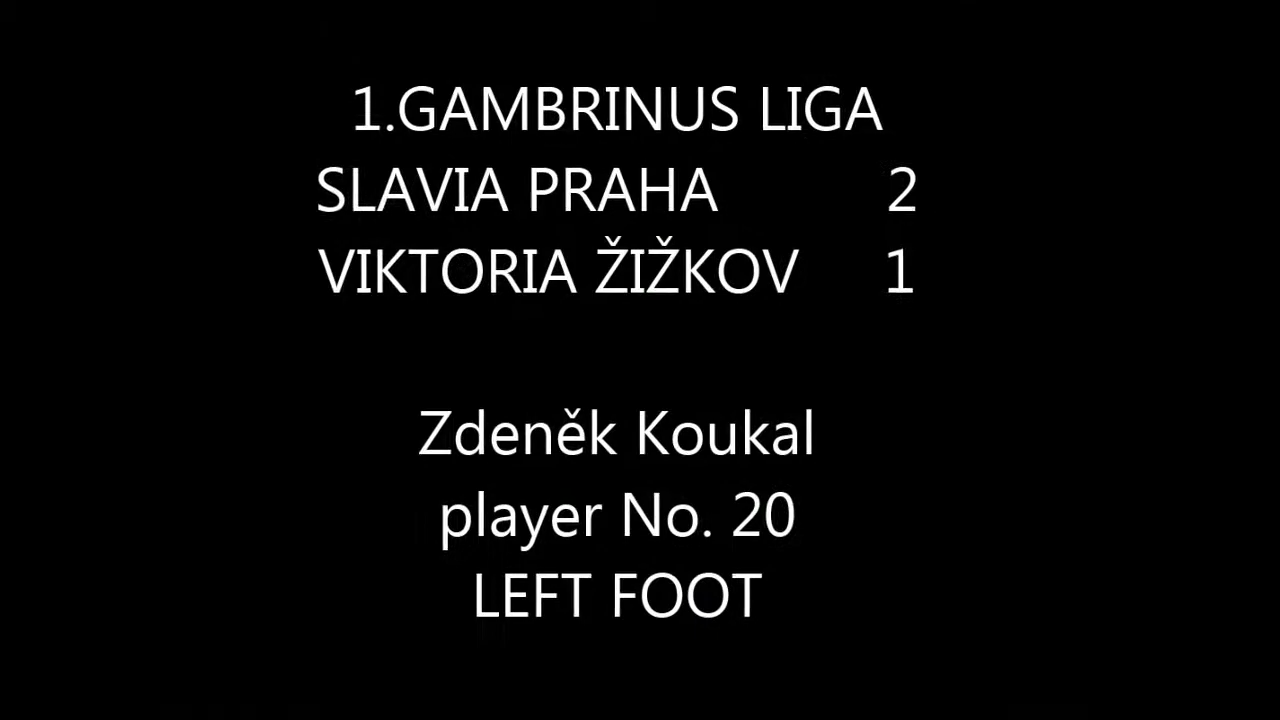 1.GAMBRINUS LIGA
SLAVIA PRAHA 2
VIKTORIA ŽIŽKOV 1
Zdeněk Koukal
player No. 20
LEFT FOOT